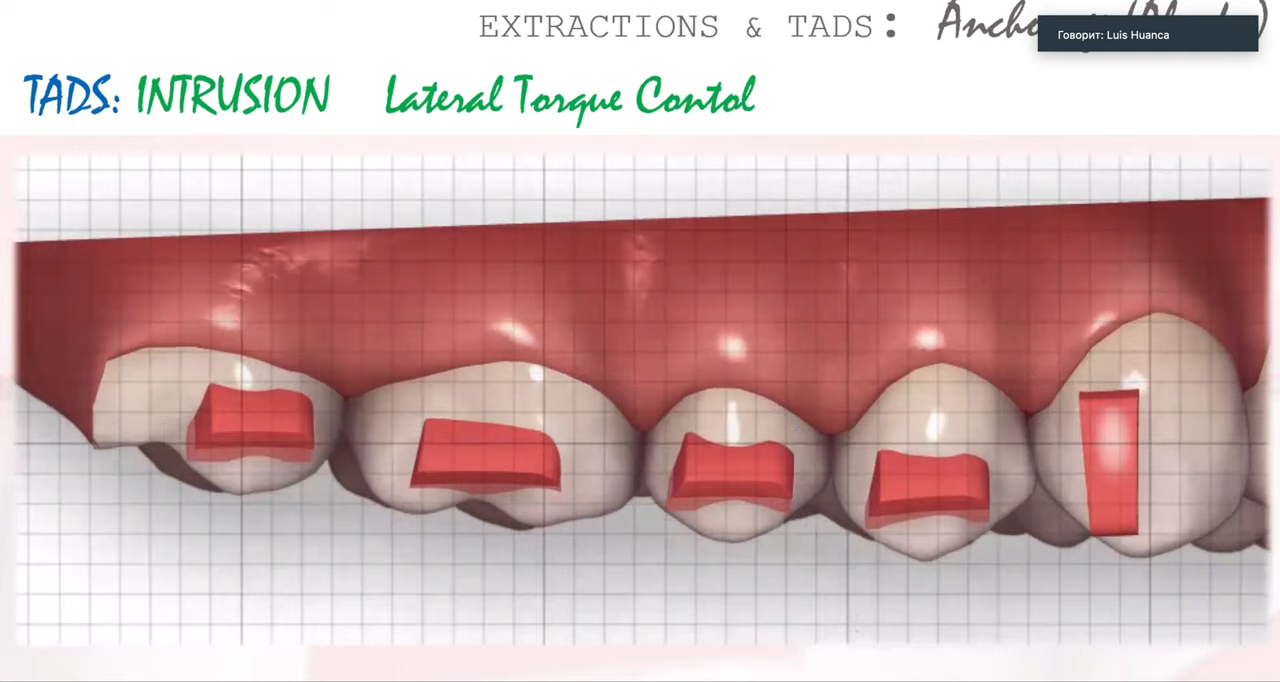 EXTRACTIONS & TADS:
Говорит: Luis Huanca
TADS: INTRUSION Lateral Torque Contol